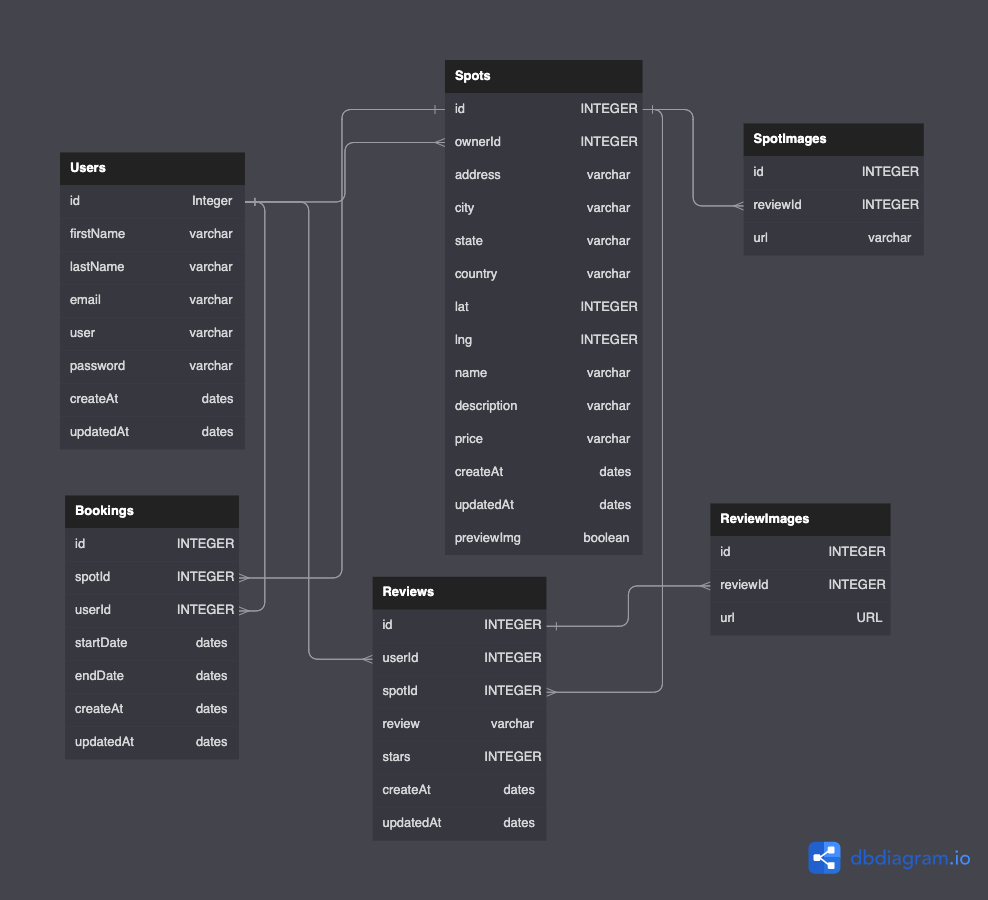 Users
id Integer
firstName varchar
lastName varchar
email varchar
user varchar
password varchar
createAt dates
updatedAt dates
Bookings
id INTEGER
spotId INTEGER
userId INTEGER
startDate dates
endDate dates
createAt dates
updatedAt dates
Spots
id INTEGER
ownerId INTEGER
address varchar
city varchar
state varchar
country varchar
lat INTEGER
lng INTEGER
name varchar
description varchar
price varchar
createAt dates
updatedAt dates
previewImg boolean
Reviews
id INTEGER
userId INTEGER
spotId INTEGER
review varchar
stars INTEGER
createAt dates
updatedAt dates
SpotImages
id INTEGER
reviewId INTEGER
url varchar
ReviewImages
id INTEGER
reviewId INTEGER
url URL
dbdiagram.io